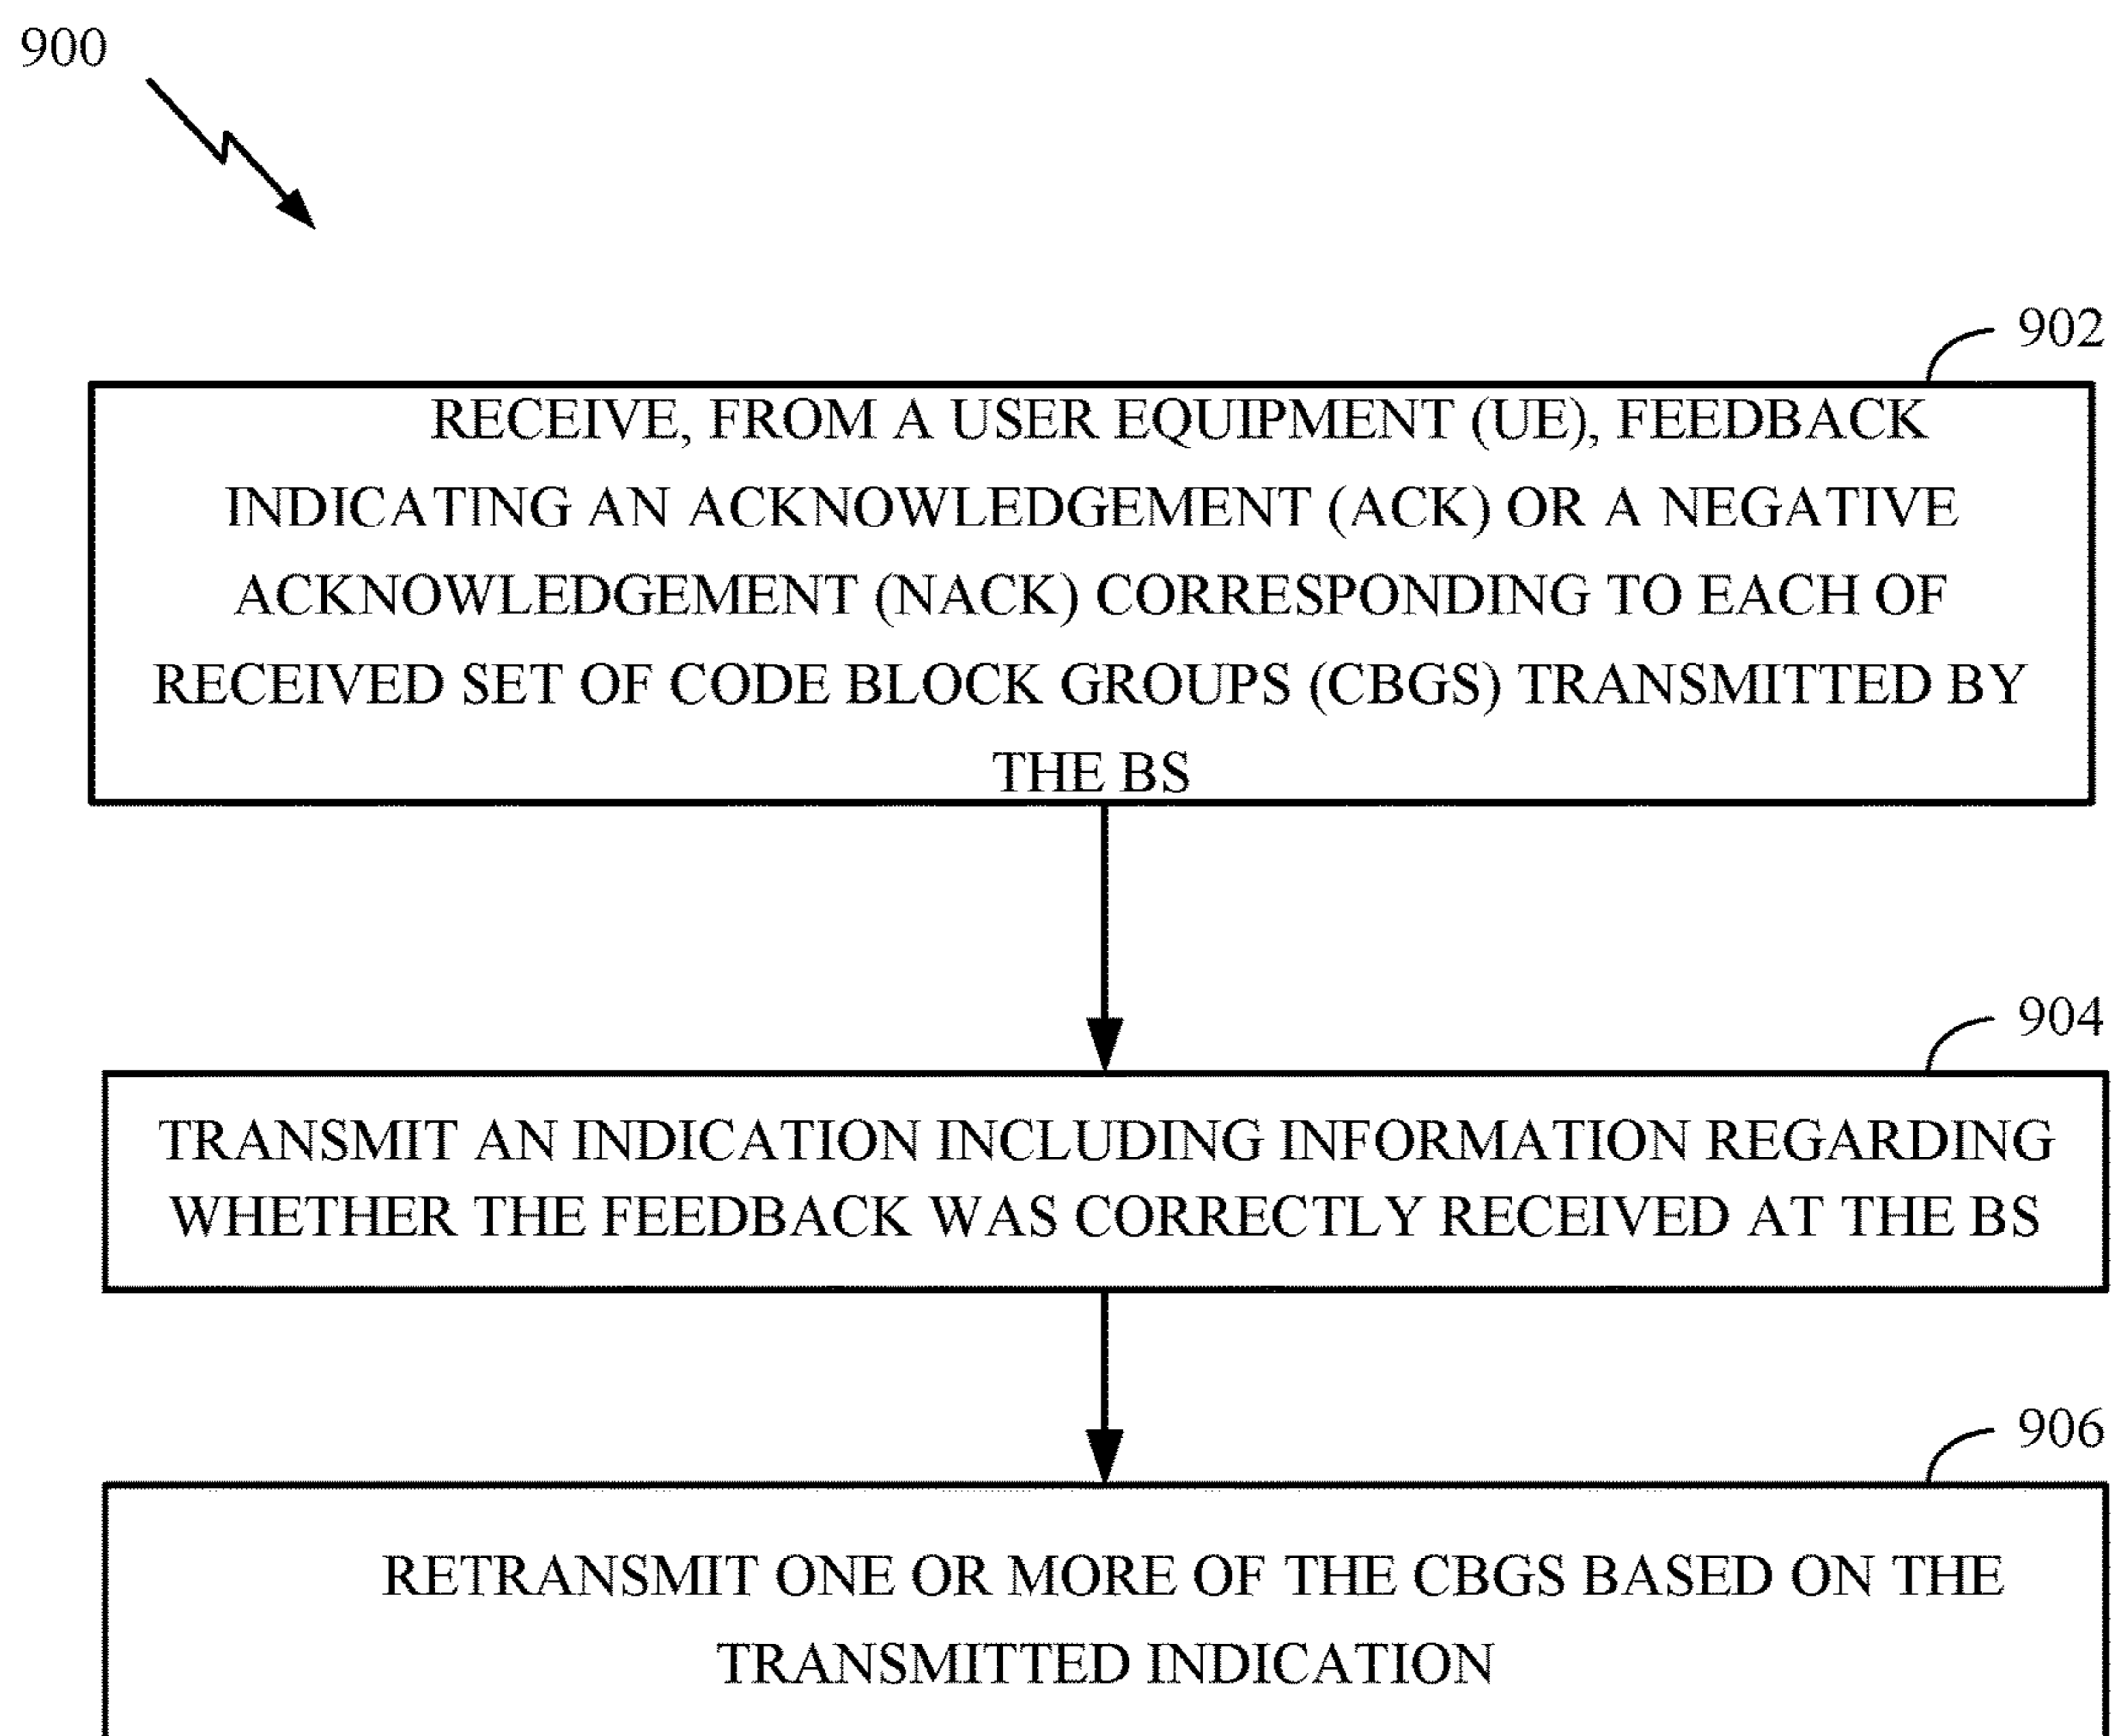 900
902
RECEIVE, FROM A USER EQUIPMENT (UE), FEEDBACK
INDICATING AN ACKNOWLEDGEMENT (ACK) OR A NEGATIVE
ACKNOWLEDGEMENT (NACK) CORRESPONDING TO EACH OF
RECEIVED SET OF CODE BLOCK GROUPS (CBGS) TRANSMITTED BY
THE BS
904
TRANSMIT AN INDICATION INCLUDING INFORMATION REGARDING
WHETHER THE FEEDBACK WAS CORRECTLY RECEIVED AT THE BS
906
RETRANSMIT ONE OR MORE OF THE CBGS BASED ON THE
TRANSMITTED INDICATION